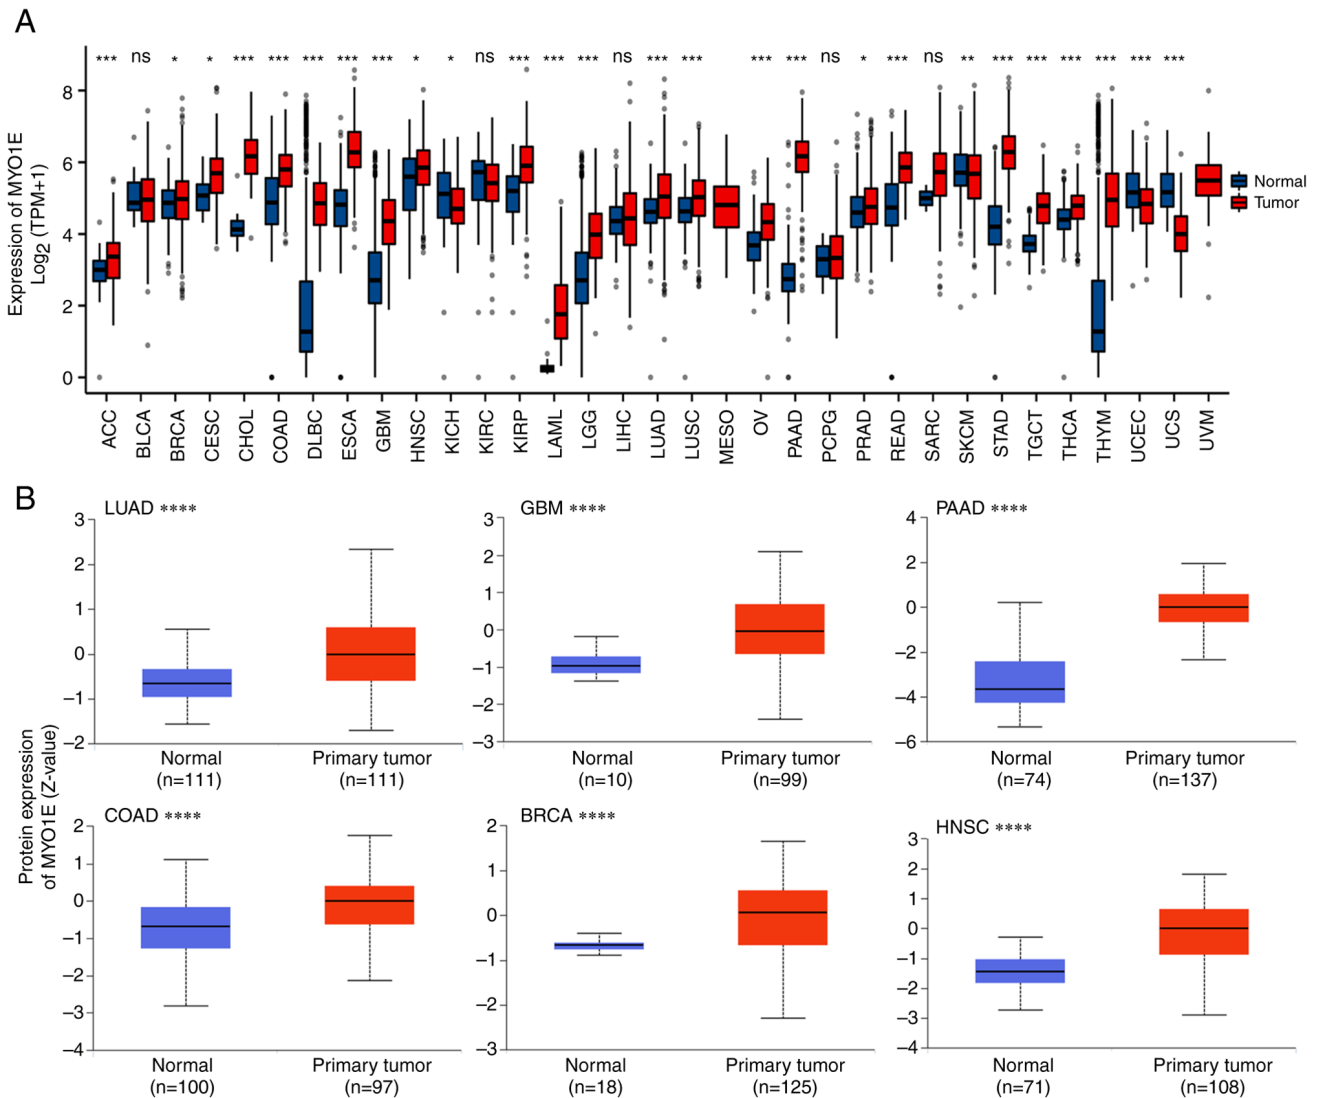 A
*** ns * * *** *** *** *** *** * * ns *** *** *** ns *** *** *** *** ns * *** ns ** *** *** *** *** *** ***
Expression of MYO1E
Log2 (TPM+1)
8
6
4
2
0
Normal
Tumor
ACC BLCA BRCA CESC CHOL COAD DLBC ESCA GBM HNSC KICH KIRC KIRP LAML LGG LIHC LUAD LUSC MESO OV PAAD PCPG PRAD READ SARC SKCM STAD TGCT THCA THYM UCEC UCS UVM
B
Protein expression
of MYO1E (Z-value)
LUAD ****
3
2
1
0
−1
−2
Normal
(n=111)
Primary tumor
(n=111)
GBM ****
3
2
1
0
−1
−2
−3
Normal
(n=10)
Primary tumor
(n=99)
PAAD ****
4
2
0
−2
−4
−6
Normal
(n=74)
Primary tumor
(n=137)
COAD ****
2
1
0
−1
−2
−3
−4
Normal
(n=100)
Primary tumor
(n=97)
BRCA ****
2
1
0
−1
−2
−3
Normal
(n=18)
Primary tumor
(n=125)
HNSC ****
3
2
1
0
−1
−2
−3
−4
Normal
(n=71)
Primary tumor
(n=108)